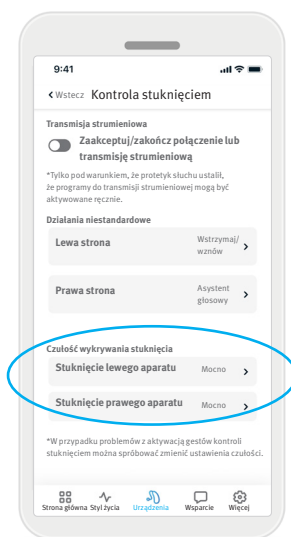 9:41
Wstecz Kontrola stuknięciem
Transmisja strumieniowa
Zaakceptuj/zakończ połączenie lub
transmisję strumieniową
*Tylko pod warunkiem, że protetyk słuchu ustalił,
że programy do transmisji strumieniowej mogą być
aktywowane ręcznie.
Działania niestandardowe
Lewa strona Wstrzymaj/
wznów
Prawa strona Asystent
głosowy
Czułość wykrywania stuknięcia
Stuknięcie lewego aparatu Mocno
Stuknięcie prawego aparatu Mocno
*W przypadku problemów z aktywacją gestów kontroli
stuknięciem można spróbować zmienić ustawienia czułości.
Strona główna Styl życia Urządzenia Wsparcie Więcej